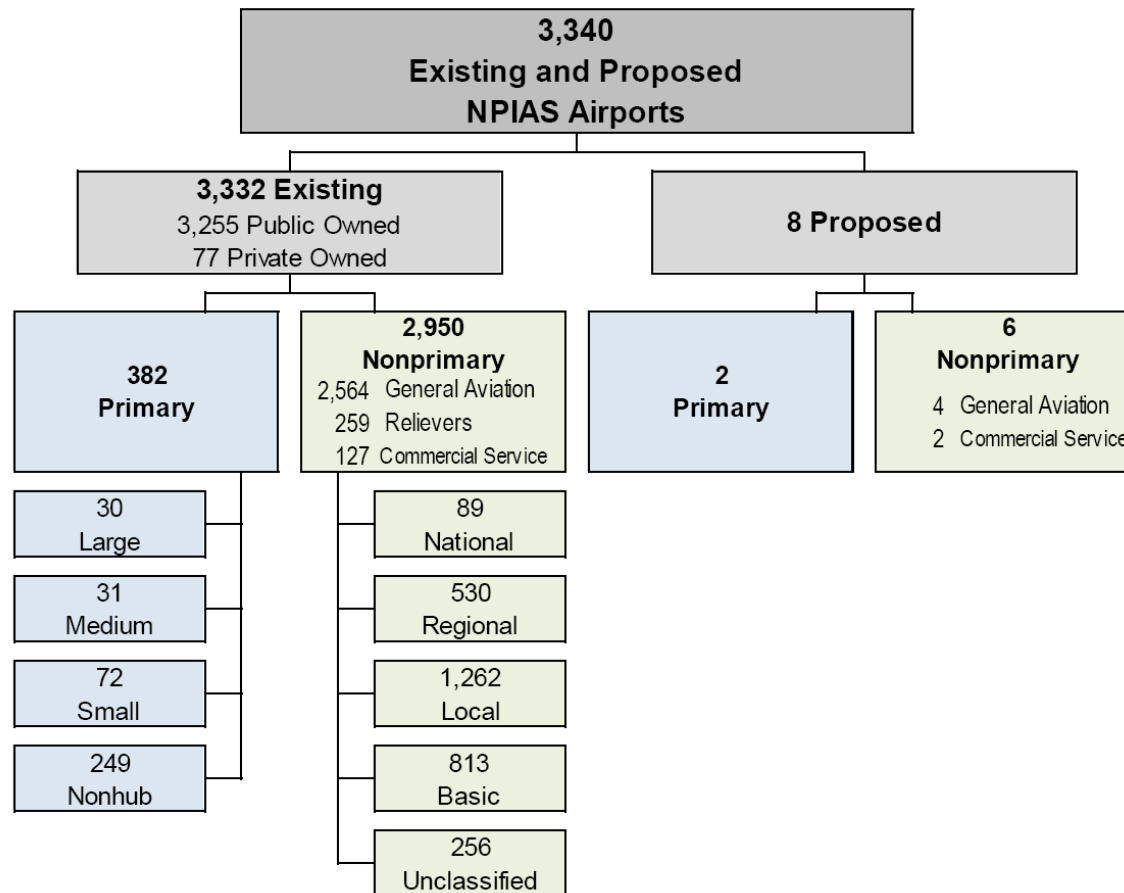 3,340
Existing and Proposed
NPIAS Airports
3,332 Existing
3,255 Public Owned
77 Private Owned
8 Proposed
382
Primary
2,950
Nonprimary
2,564 General Aviation
259 Relievers
127 Commercial Service
2
Primary
6
Nonprimary
4 General Aviation
2 Commercial Service
30
Large
31
Medium
72
Small
249
Nonhub
89
National
530
Regional
1,262
Local
813
Basic
256
Unclassified